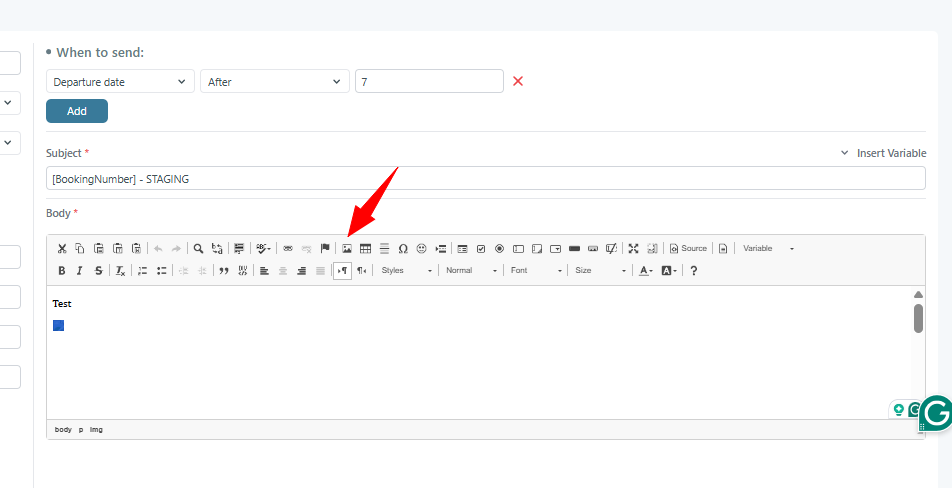 When to send:
Departure date After 7
Add
Subject * Insert Variable
[BookingNumber] - STAGING
Body *
Source Variable
B I S Styles Normal Font Size A A ?
Test
body p img